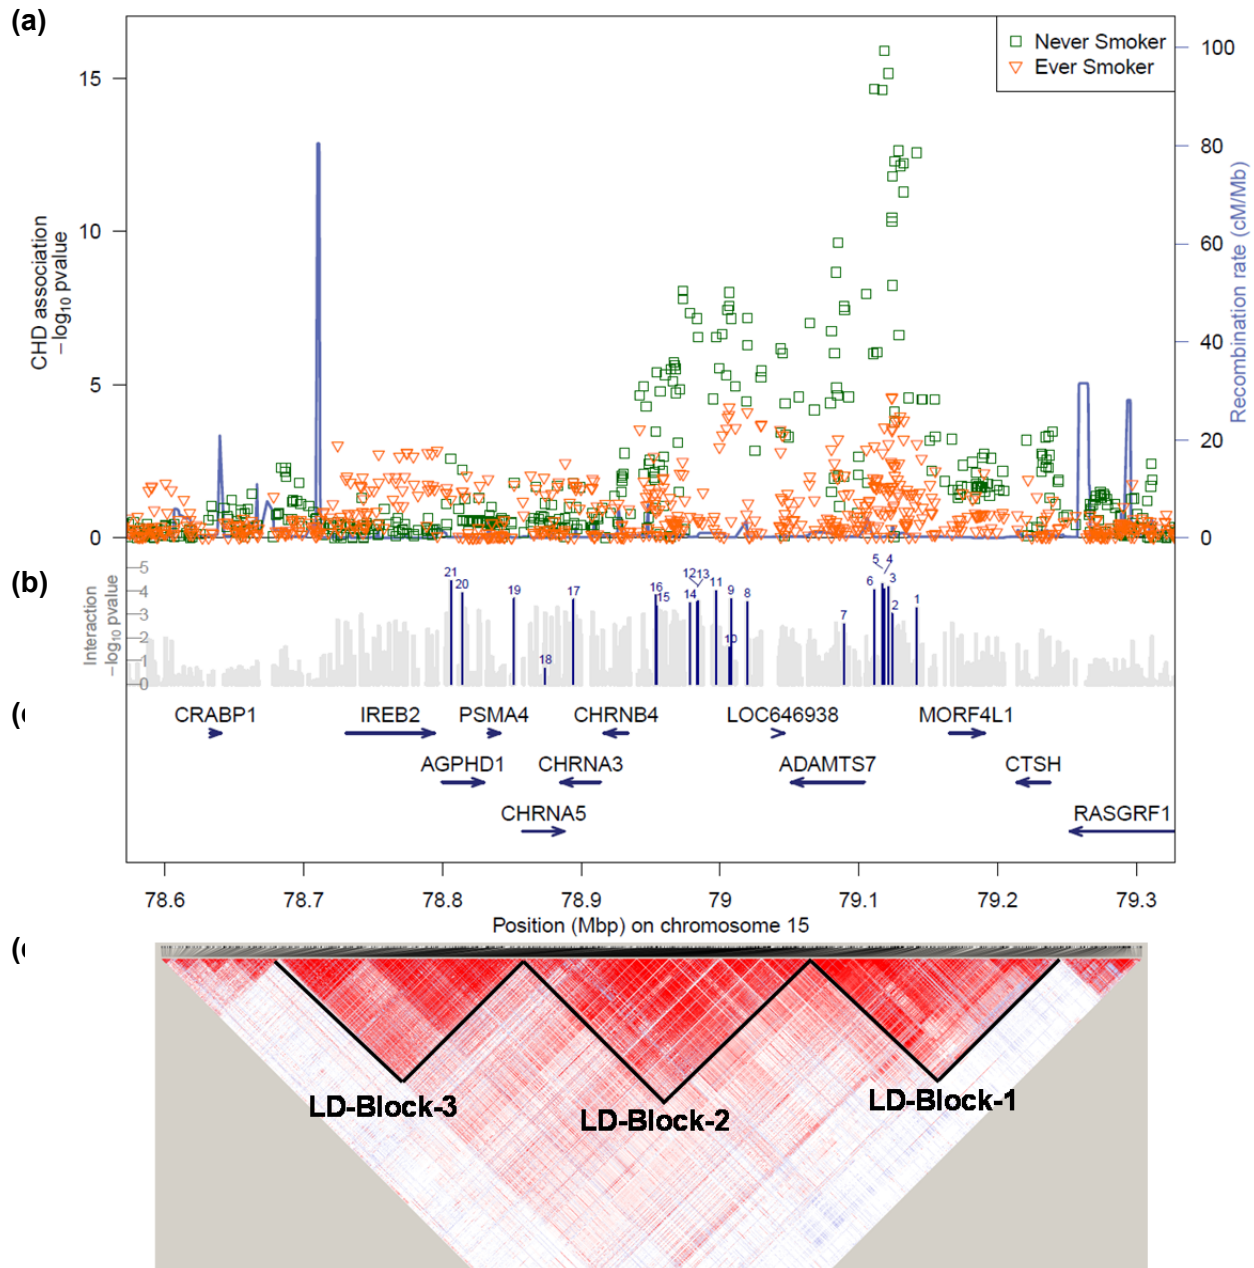 (a)
Never Smoker
Ever Smoker
15
10
5
0
CHD association
−log10 pvalue
100
80
60
40
20
0
Recombination rate (cM/Mb)
(b)
5
4
3
2
1
0
Interaction
−log10 pvalue
21
20
19
18
17
16
15
14
12
13
11
10
9
8
7
6
5
4
3
2
1
CRABP1
IREB2
PSMA4
CHRNB4
LOC646938
MORF4L1
AGPHD1
CHRNA3
ADAMTS7
CTSH
CHRNA5
RASGRF1
78.6
78.7
78.8
78.9
79
79.1
79.2
79.3
Position (Mbp) on chromosome 15
LD-Block-3
LD-Block-2
LD-Block-1